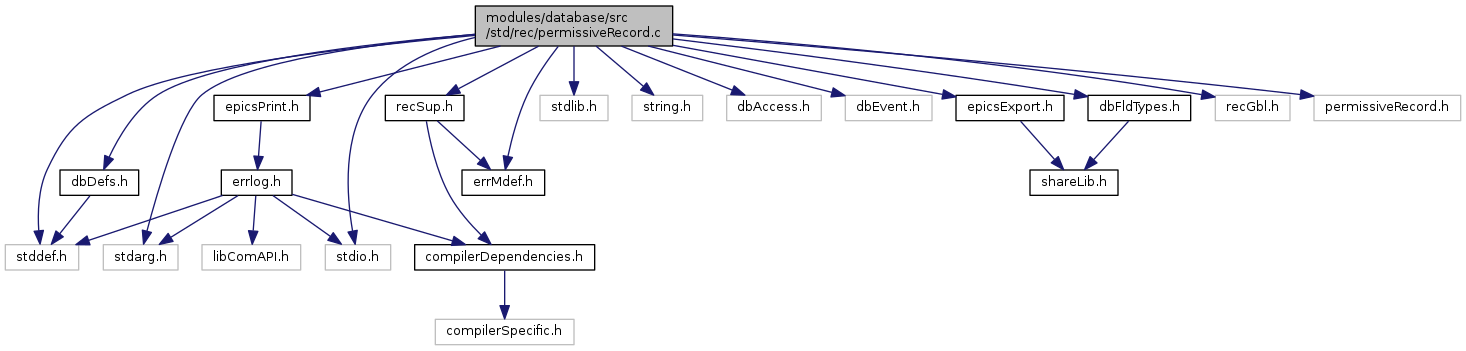 modules/database/src
/std/rec/permissiveRecord.c
epicsPrint.h
recSup.h
stdlib.h
string.h
dbAccess.h
dbEvent.h
epicsExport.h
dbFldTypes.h
recGbl.h
permissiveRecord.h
dbDefs.h
errlog.h
errMdef.h
shareLib.h
stddef.h
stdarg.h
libComAPI.h
stdio.h
compilerDependencies.h
compilerSpecific.h